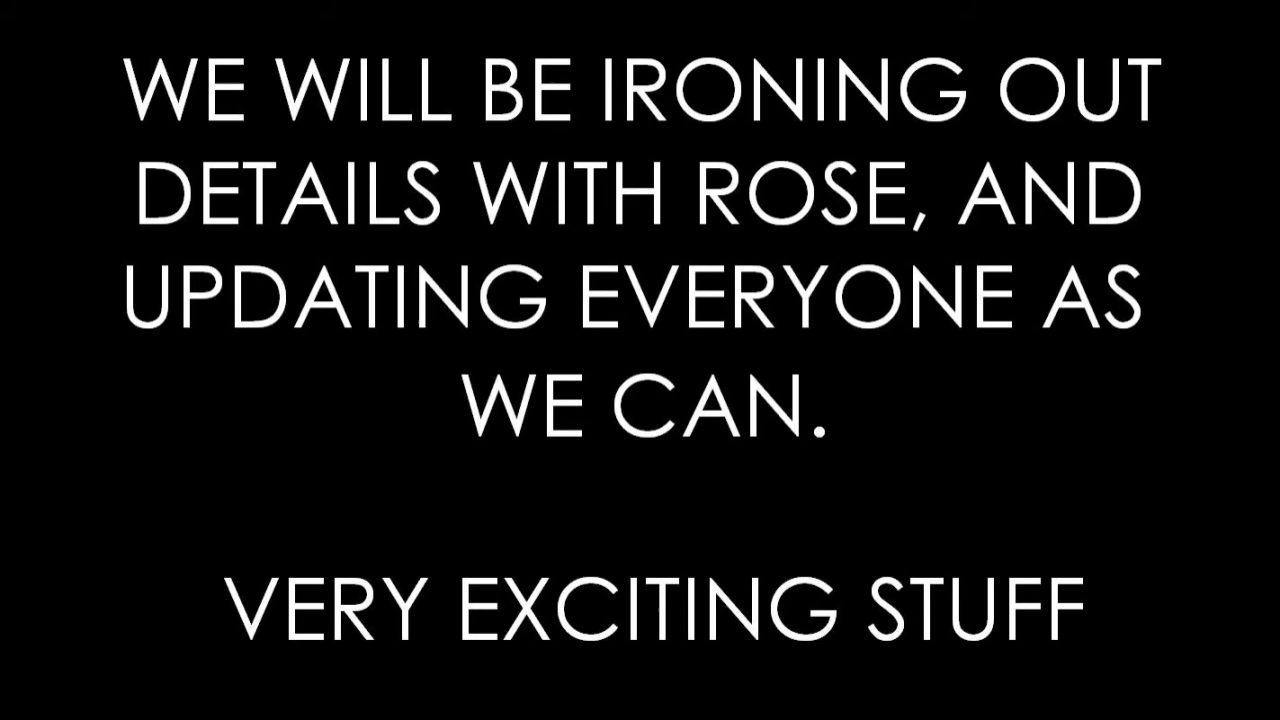 WE WILL BE IRONING OUT
DETAILS WITH ROSE, AND
UPDATING EVERYONE AS
WE CAN.
VERY EXCITING STUFF